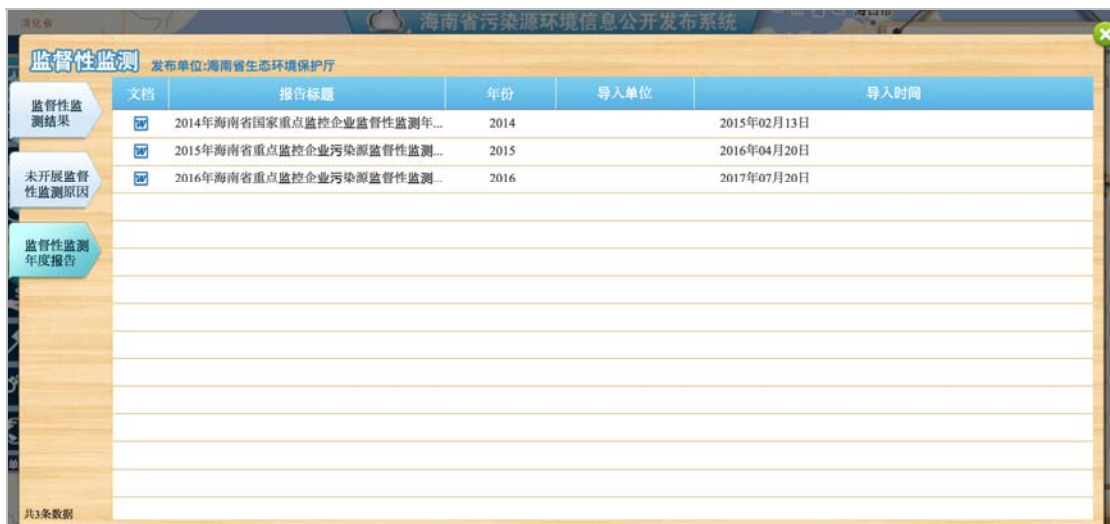 海南省污染源环境信息公开发布系统
监督性监测 发布单位:海南省生态环境保护厅
监督性监
测结果
未开展监督
性监测原因
监督性监测
年度报告
文档 报告标题 年份 导入单位 导入时间
2014年海南省国家重点监控企业监督性监测年... 2014 2015年02月13日
2015年海南省重点监控企业污染源监督性监测... 2015 2016年04月20日
2016年海南省重点监控企业污染源监督性监测... 2016 2017年07月20日
共3条数据